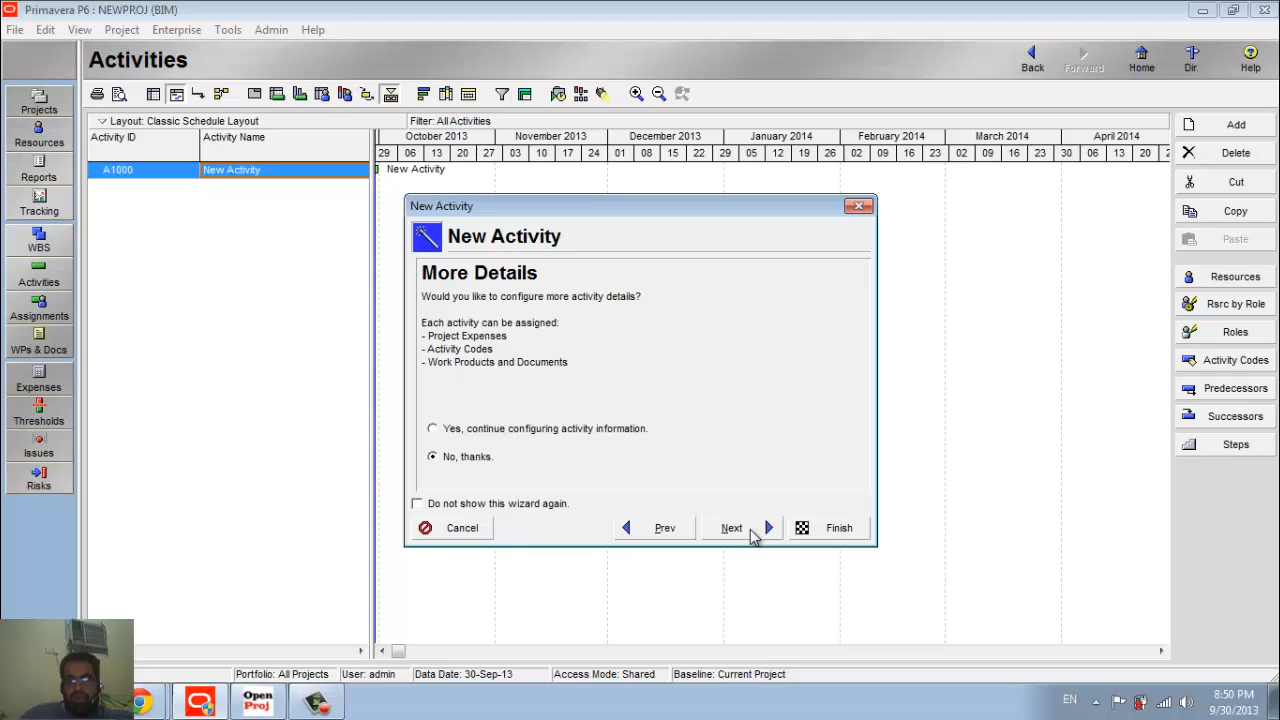 Primavera P6 : NEWPROJ (BIM)
File Edit View Project Enterprise Tools Admin Help
Activities
Back Forward Home Dir. Help
Projects
Resources
Reports
Tracking
WBS
Activities
Assignments
WPs & Docs
Expenses
Thresholds
Issues
Risks
Layout: Classic Schedule Layout Filter: All Activities
Activity ID Activity Name
October 2013 November 2013 December 2013 January 2014 February 2014 March 2014 April 2014
29 06 13 20 27 03 10 17 24 01 08 15 22 29 05 12 19 26 02 09 16 23 02 09 16 23 30 06 13 20 2
A1000 New Activity New Activity
New Activity
New Activity
More Details
Would you like to configure more activity details?
Each activity can be assigned:
- Project Expenses
- Activity Codes
- Work Products and Documents
Yes, continue configuring activity information.
No, thanks.
Do not show this wizard again.
Cancel Prev Next Finish
Add
Delete
Cut
Copy
Paste
Resources
Rsrc by Role
Roles
Activity Codes
Predecessors
Successors
Steps
Portfolio: All Projects User: admin Data Date: 30-Sep-13 Access Mode: Shared Baseline: Current Project
Open
Proj
EN
8:50 PM
9/30/2013